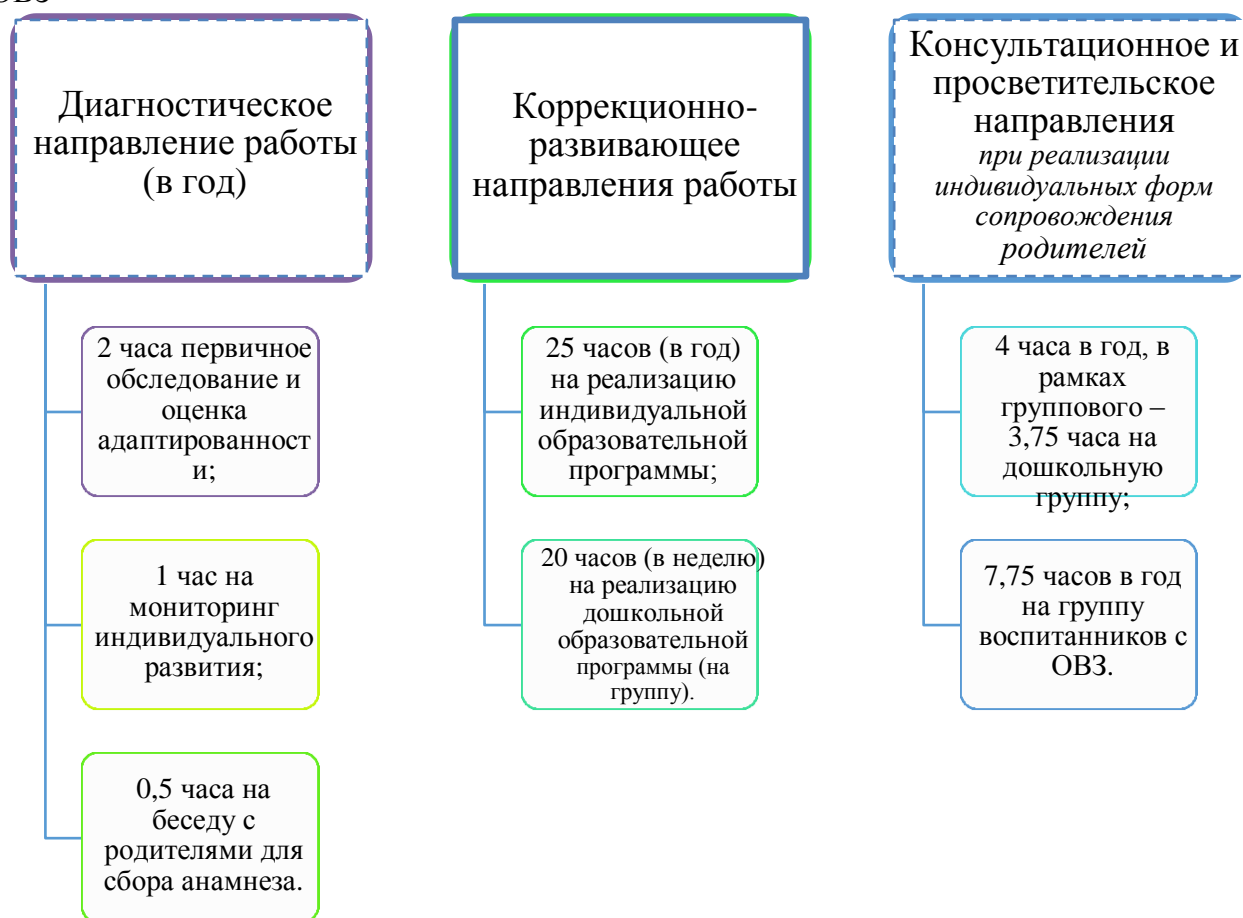 ОВЗ
Диагностическое
направление работы
(в год)
2 часа первичное
обследование и
оценка
адаптированност
и;
1 час на
мониторинг
индивидуального
развития;
0,5 часа на
беседу с
родителями для
сбора анамнеза.
Коррекционно-
развивающее
направления работы
25 часов (в год)
на реализацию
индивидуальной
образовательной
программы;
20 часов (в неделю)
на реализацию
дошкольной
образовательной
программы (на
группу).
Консультационное и
просветительское
направления
при реализации
индивидуальных форм
сопровождения
родителей
4 часа в год, в
рамках
группового –
3,75 часа на
дошкольную
группу;
7,75 часов в год
на группу
воспитанников с
ОВЗ.